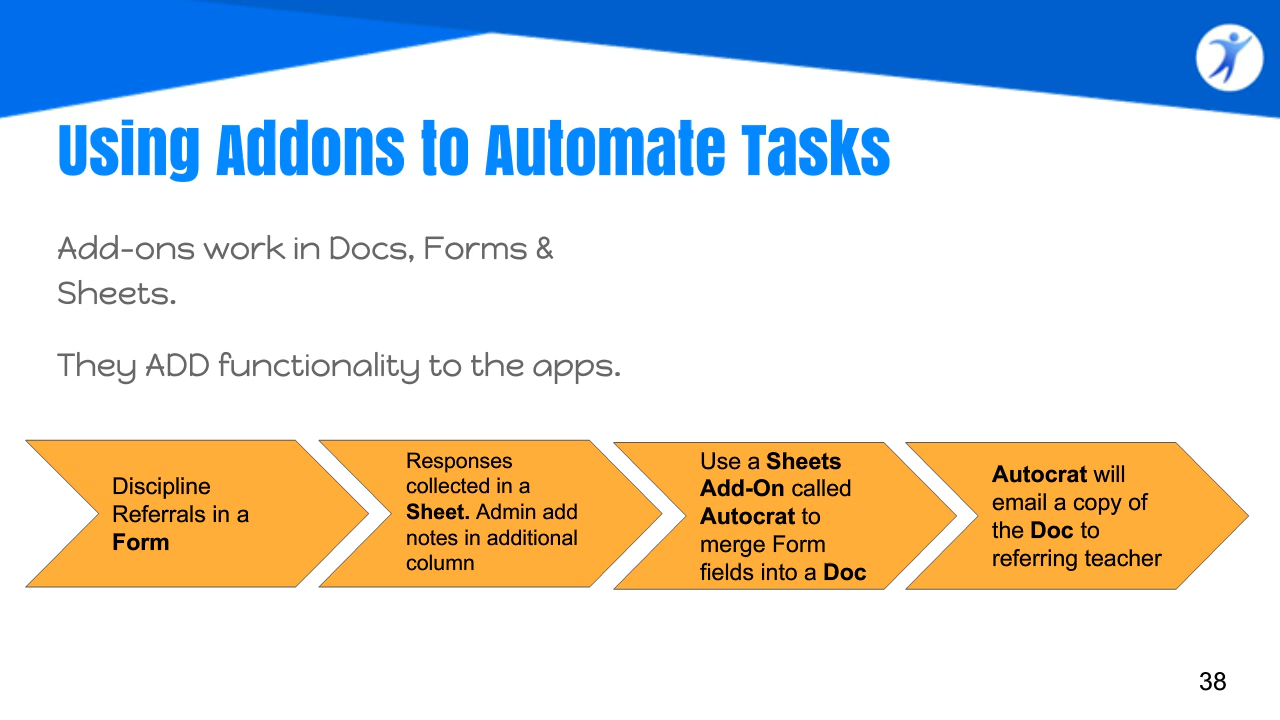 Using Addons to Automate Tasks
Add-ons work in Docs, Forms &
Sheets.
They ADD functionality to the apps.
Discipline
Referrals in a
Form
Responses
collected in a
Sheet. Admin add
notes in additional
column
Use a Sheets
Add-On called
Autocrat to
merge Form
fields into a Doc
Autocrat will
email a copy of
the Doc to
referring teacher
38